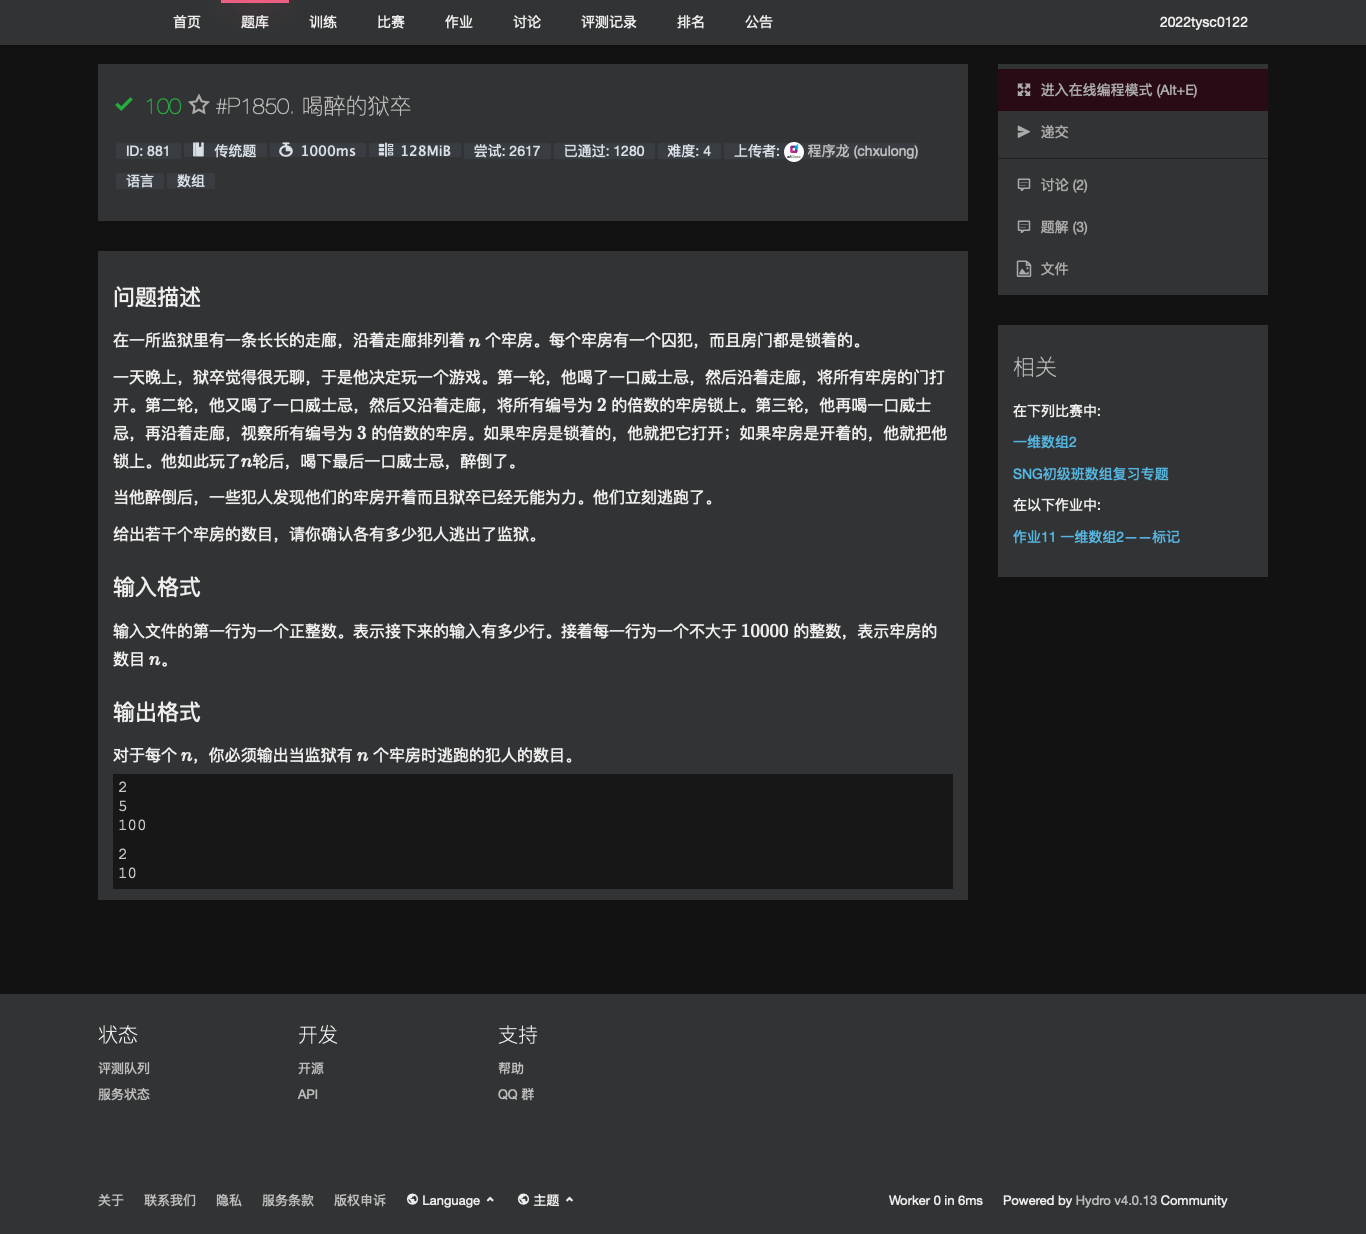 首页 题库 训练 比赛 作业 讨论 评测记录 排名 公告 2022tysc0122
100 #P1850. 喝醉的狱卒
ID: 881 传统题 1000ms 128MiB 尝试: 2617 已通过: 1280 难度: 4 上传者: 程序龙 (chxulong)
语言 数组
问题描述
在一所监狱里有一条长长的走廊，沿着走廊排列着 n 个牢房。每个牢房有一个囚犯，而且房门都是锁着的。
一天晚上，狱卒觉得很无聊，于是他决定玩一个游戏。第一轮，他喝了一口威士忌，然后沿着走廊，将所有牢房的门打
开。第二轮，他又喝了一口威士忌，然后又沿着走廊，将所有编号为 2 的倍数的牢房锁上。第三轮，他再喝一口威士
忌，再沿着走廊，视察所有编号为 3 的倍数的牢房。如果牢房是锁着的，他就把它打开；如果牢房是开着的，他就把他
锁上。他如此玩了n轮后，喝下最后一口威士忌，醉倒了。
当他醉倒后，一些犯人发现他们的牢房开着而且狱卒已经无能为力。他们立刻逃跑了。
给出若干个牢房的数目，请你确认各有多少犯人逃出了监狱。
输入格式
输入文件的第一行为一个正整数。表示接下来的输入有多少行。接着每一行为一个不大于 10000 的整数，表示牢房的
数目 n。
输出格式
对于每个 n，你必须输出当监狱有 n 个牢房时逃跑的犯人的数目。
2
5
100
2
10
进入在线编程模式 (Alt+E)
递交
讨论 (2)
题解 (3)
文件
相关
在下列比赛中:
一维数组2
SNG初级班数组复习专题
在以下作业中:
作业11 一维数组2——标记
状态 开发 支持
评测队列 开源 帮助
服务状态 API QQ 群
关于 联系我们 隐私 服务条款 版权申诉 Language 主题 Worker 0 in 6ms Powered by Hydro v4.0.13 Community